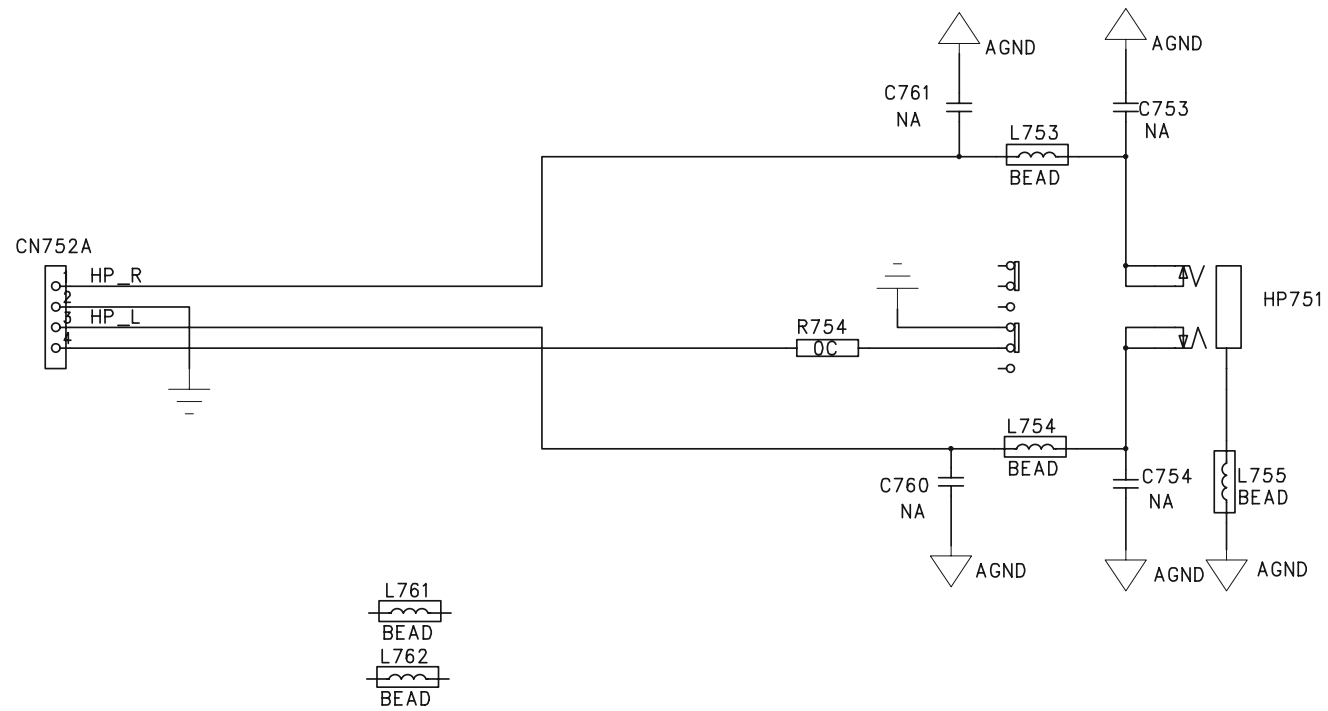 AGND
AGND
C761
NA
C753
NA
L753
BEAD
CN752A
1
HP_R
2
3
HP_L
4
R754
0C
HP751
L754
BEAD
C760
NA
C754
NA
L755
BEAD
AGND
AGND
AGND
L761
BEAD
L762
BEAD